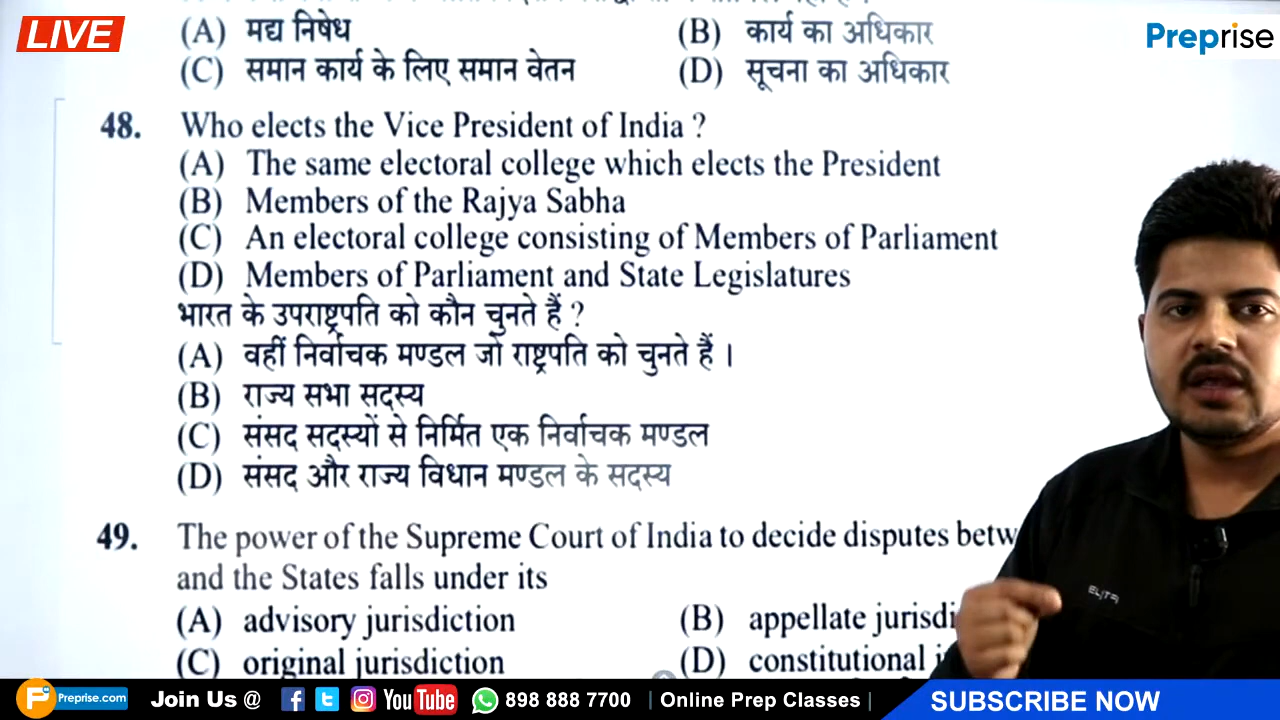 LIVE
Preprise
(A) मद्य निषेध (B) कार्य का अधिकार
(C) समान कार्य के लिए समान वेतन (D) सूचना का अधिकार
48. Who elects the Vice President of India ?
(A) The same electoral college which elects the President
(B) Members of the Rajya Sabha
(C) An electoral college consisting of Members of Parliament
(D) Members of Parliament and State Legislatures
भारत के उपराष्ट्रपति को कौन चुनते हैं ?
(A) वहीं निर्वाचक मण्डल जो राष्ट्रपति को चुनते हैं ।
(B) राज्य सभा सदस्य
(C) संसद सदस्यों से निर्मित एक निर्वाचक मण्डल
(D) संसद और राज्य विधान मण्डल के सदस्य
49. The power of the Supreme Court of India to decide disputes betw
and the States falls under its
(A) advisory jurisdiction (B) appellate jurisdi
(C) original jurisdiction (D) constitutional
ELITE
Preprise.com Join Us @ YouTube 898 888 7700 | Online Prep Classes | SUBSCRIBE NOW